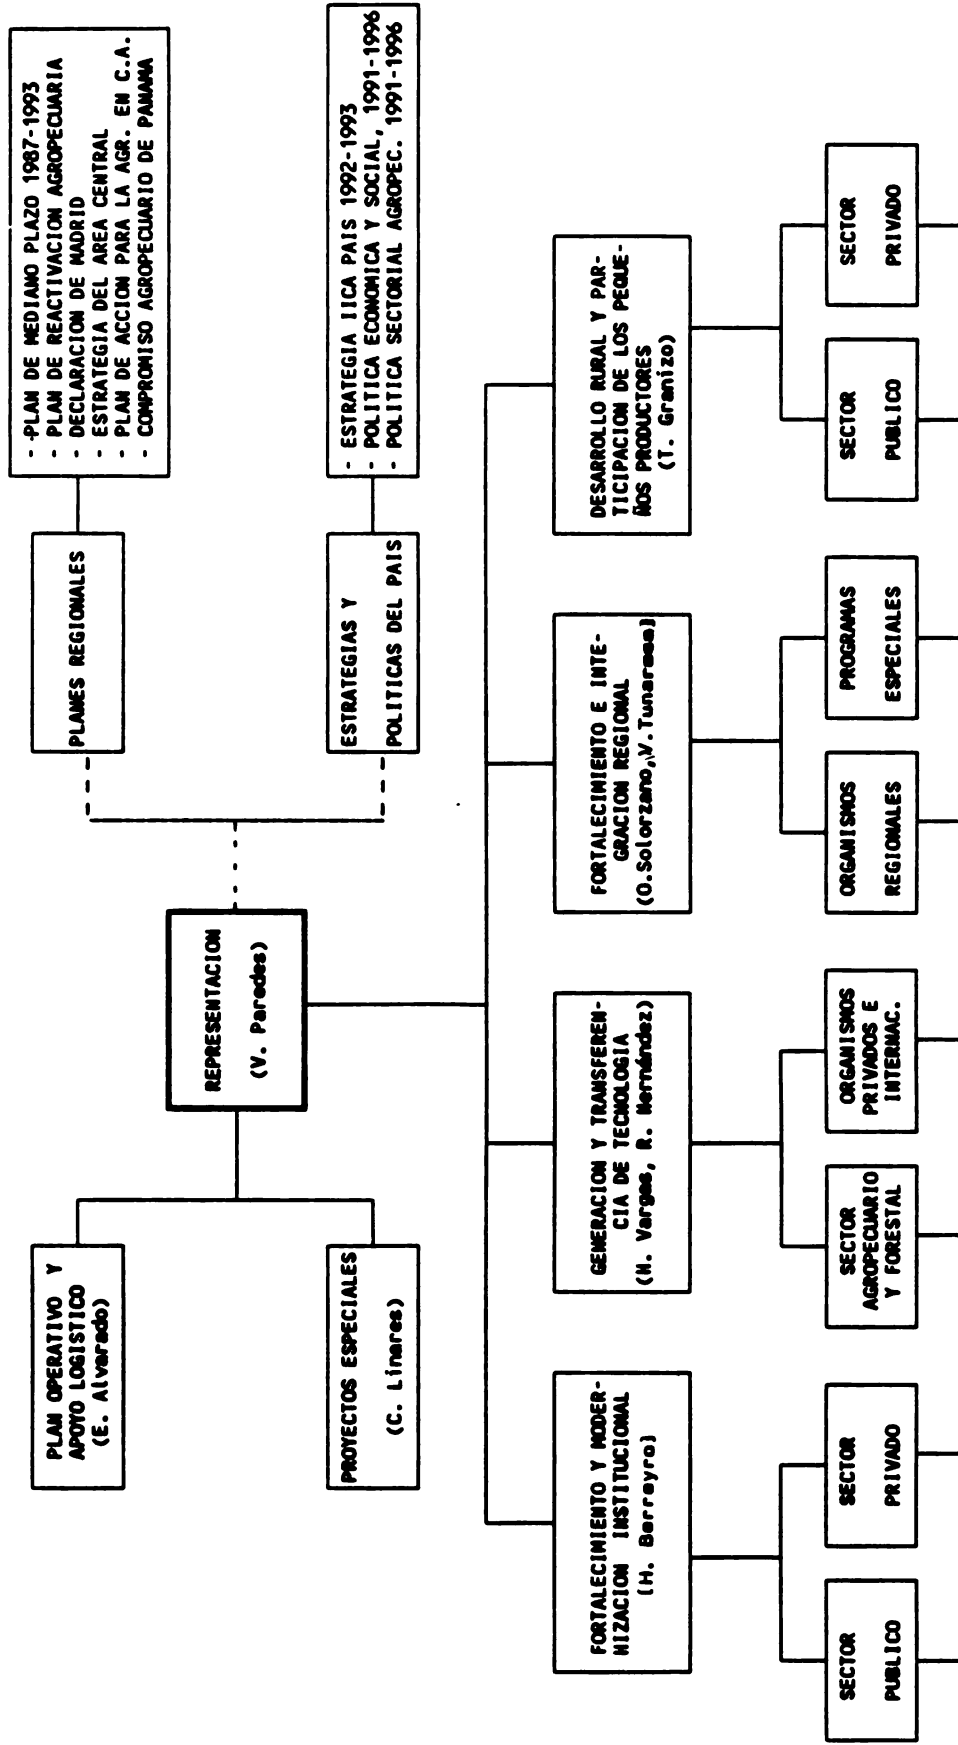 PLAN OPERATIVO Y
APOYO LOGISTICO
(E. Alvarado)
PROYECTOS ESPECIALES
(C. Linares)
REPRESENTACION
(V. Paredes)
PLANES REGIONALES
- PLAN DE MEDIANO PLAZO 1987-1993
- PLAN DE REACTIVACION AGROPECUARIA
- DECLARACION DE MADRID
- ESTRATEGIA DEL AREA CENTRAL
- PLAN DE ACCION PARA LA AGR. EN C.A.
- COMPROMISO AGROPECUARIO DE PANAMA
ESTRATEGIAS Y
POLITICAS DEL PAIS
- ESTRATEGIA IICA PAIS 1992-1993
- POLITICA ECONOMICA Y SOCIAL, 1991-1996
- POLITICA SECTORIAL AGROPEC. 1991-1996
FORTALECIMIENTO Y MODER-
NIZACION INSTITUCIONAL
(H. Barreyro)
GENERACION Y TRANSFEREN-
CIA DE TECNOLOGIA
(M. Vargas, R. Hernández)
FORTALECIMIENTO E INTE-
GRACION REGIONAL
(O.Solorzano, V.Tunarosa)
DESARROLLO RURAL Y PAR-
TICIPACION DE LOS PEQUE-
ÑOS PRODUCTORES
(T. Granizo)
SECTOR
PUBLICO
SECTOR
PRIVADO
SECTOR
AGROPECUARIO
Y FORESTAL
ORGANISMOS
PRIVADOS E
INTERNAC.
ORGANISMOS
REGIONALES
PROGRAMAS
ESPECIALES
SECTOR
PUBLICO
SECTOR
PRIVADO